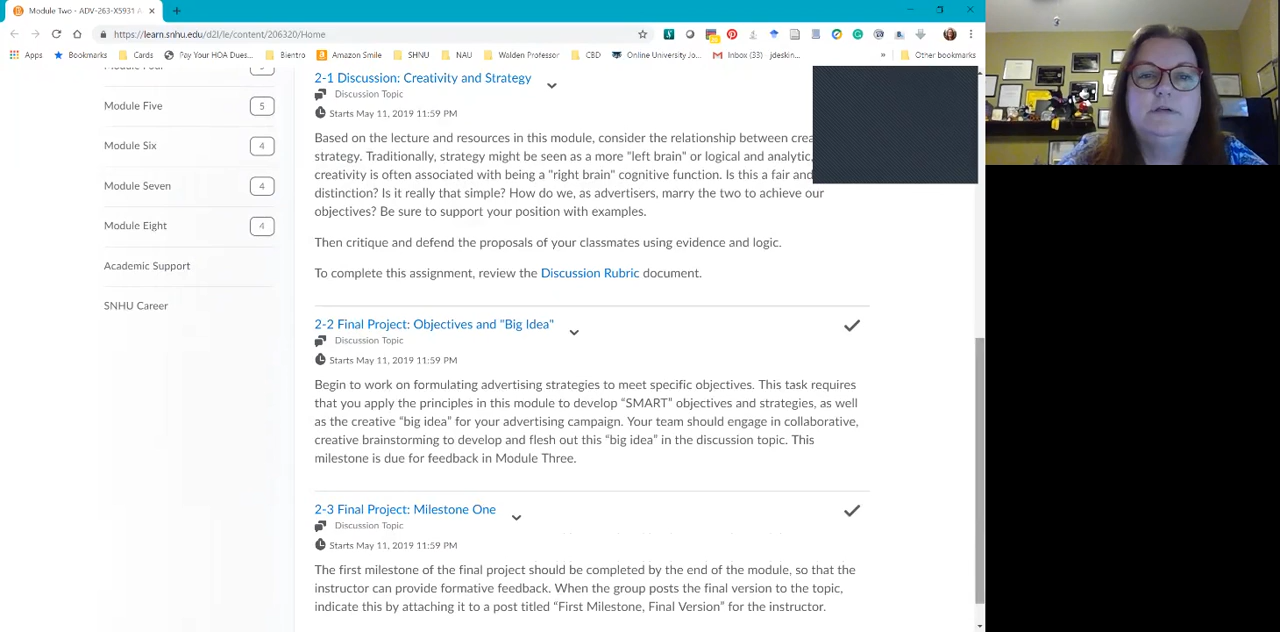 Module Two - ADV-263-X5931 A
https://learn.snhu.edu/d2l/le/content/206320/Home
Apps
Bookmarks
Cards
Pay Your HOA Dues...
Bientro
Amazon Smile
SHNU
NAU
Walden Professor
CBD
Online University Jo...
Inbox (33)
jdeskin...
»
Other bookmarks
Module Five 5
Module Six 4
Module Seven 4
Module Eight 4
Academic Support
SNHU Career
2-1 Discussion: Creativity and Strategy
Discussion Topic
Starts May 11, 2019 11:59 PM
Based on the lecture and resources in this module, consider the relationship between crea
strategy. Traditionally, strategy might be seen as a more "left brain" or logical and analytic,
creativity is often associated with being a "right brain" cognitive function. Is this a fair and
distinction? Is it really that simple? How do we, as advertisers, marry the two to achieve our
objectives? Be sure to support your position with examples.
Then critique and defend the proposals of your classmates using evidence and logic.
To complete this assignment, review the Discussion Rubric document.
2-2 Final Project: Objectives and "Big Idea"
Discussion Topic
Starts May 11, 2019 11:59 PM
Begin to work on formulating advertising strategies to meet specific objectives. This task requires
that you apply the principles in this module to develop “SMART” objectives and strategies, as well
as the creative “big idea” for your advertising campaign. Your team should engage in collaborative,
creative brainstorming to develop and flesh out this “big idea” in the discussion topic. This
milestone is due for feedback in Module Three.
2-3 Final Project: Milestone One
Discussion Topic
Starts May 11, 2019 11:59 PM
The first milestone of the final project should be completed by the end of the module, so that the
instructor can provide formative feedback. When the group posts the final version to the topic,
indicate this by attaching it to a post titled “First Milestone, Final Version” for the instructor.